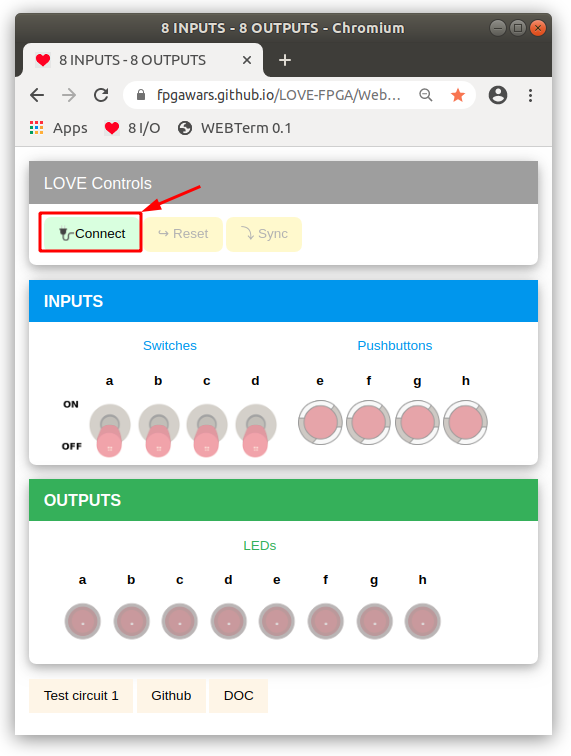 8 INPUTS - 8 OUTPUTS - Chromium
8 INPUTS - 8 OUTPUTS
fpgawars.github.io/LOVE-FPGA/Web…
Apps 8 I/O WEBTerm 0.1
LOVE Controls
Connect Reset Sync
INPUTS
Switches Pushbuttons
a b c d e f g h
ON
OFF
OUTPUTS
LEDs
a b c d e f g h
Test circuit 1 Github DOC